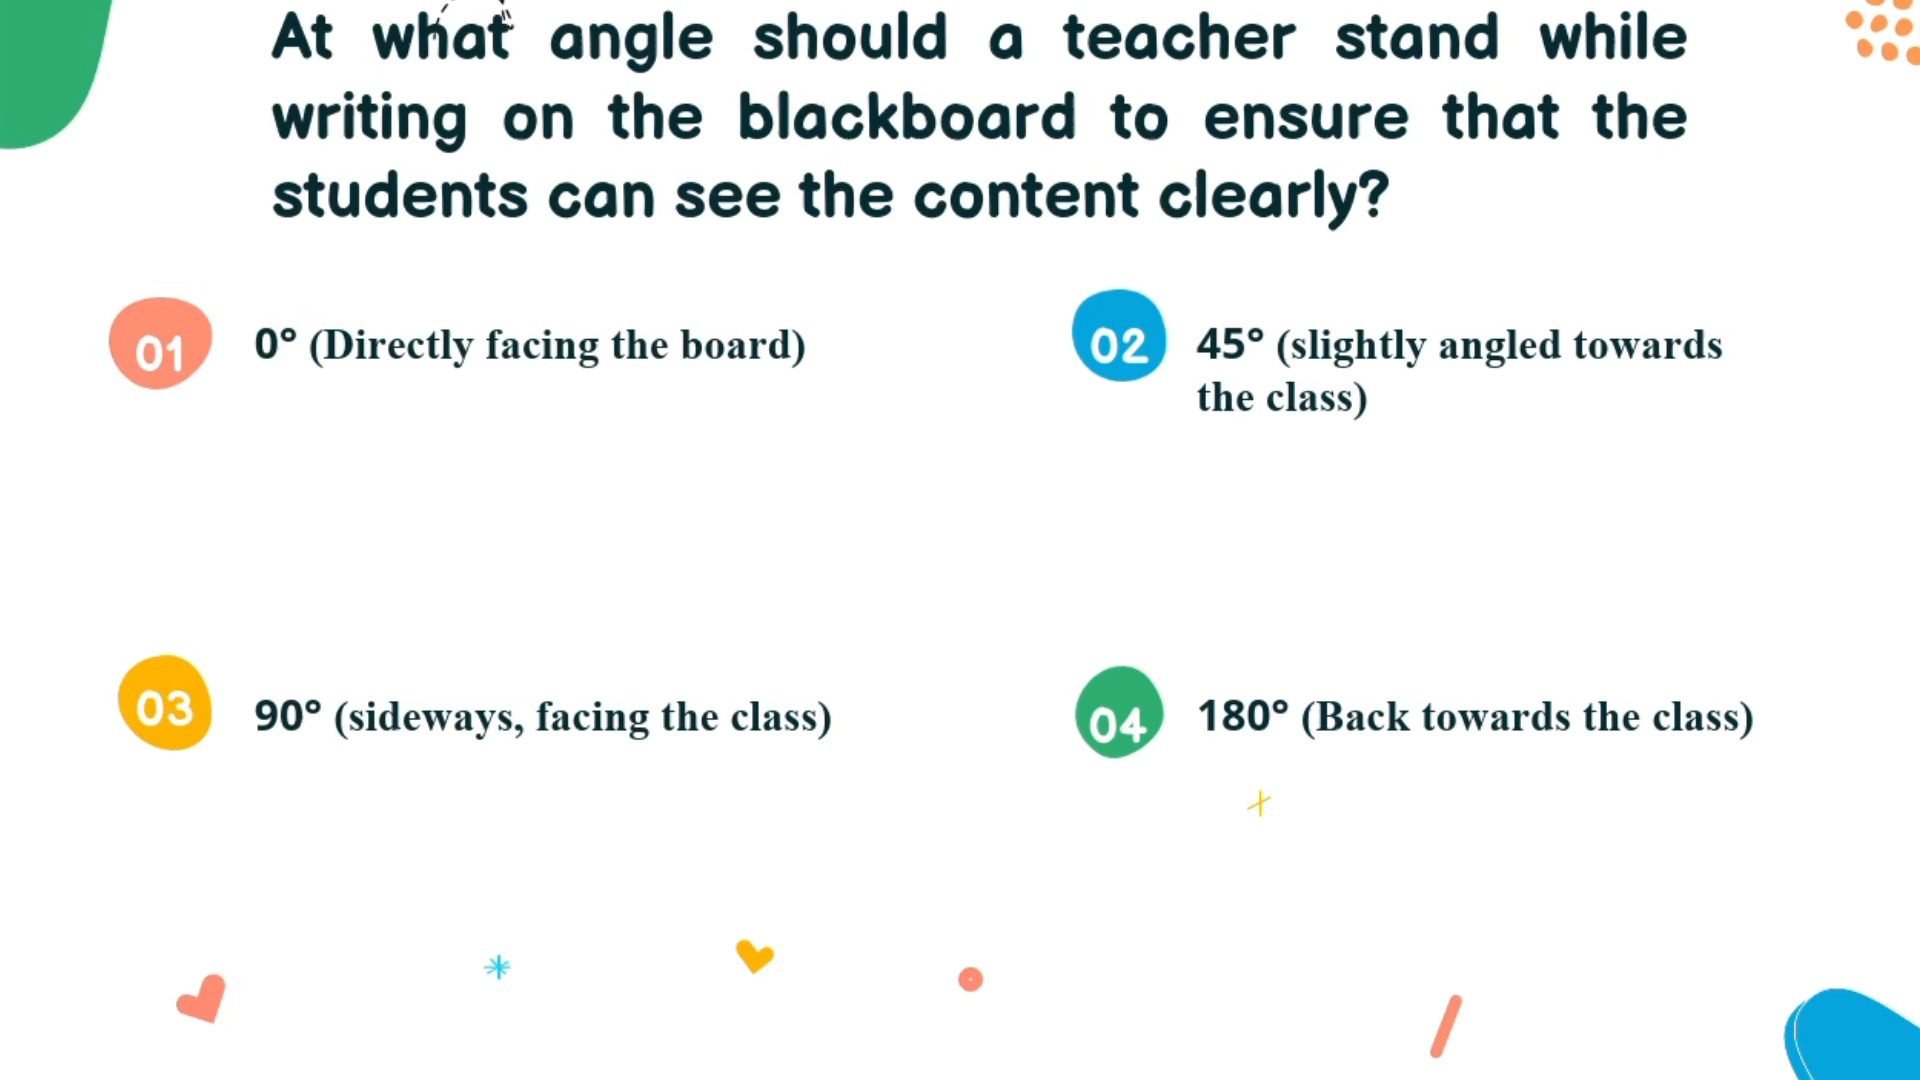 At what angle should a teacher stand while
writing on the blackboard to ensure that the
students can see the content clearly?
01 0° (Directly facing the board)
02 45° (slightly angled towards
the class)
03 90° (sideways, facing the class)
04 180° (Back towards the class)